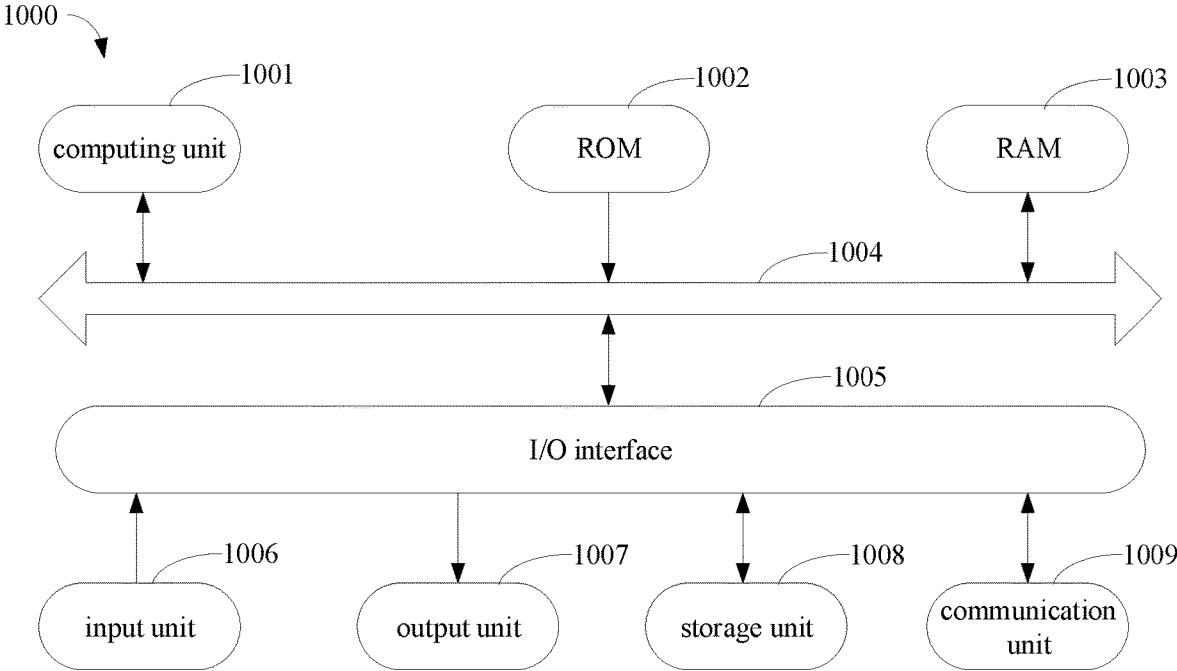 1000
1001
1002
1003
computing unit
ROM
RAM
1004
1005
I/O interface
1006
1007
1008
1009
input unit
output unit
storage unit
communication
unit